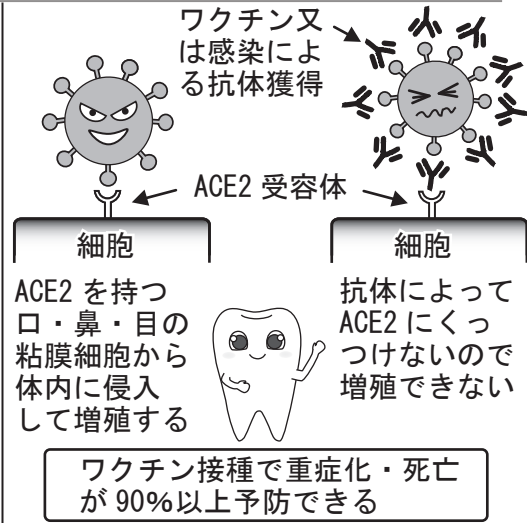 ワクチン又
は感染によ
る抗体獲得
ACE2 受容体
細胞
細胞
ACE2 を持つ
口・鼻・目の
粘膜細胞から
体内に侵入
して増殖する
抗体によって
ACE2 にくっ
つけないので
増殖できない
ワクチン接種で重症化・死亡
が 90%以上予防できる